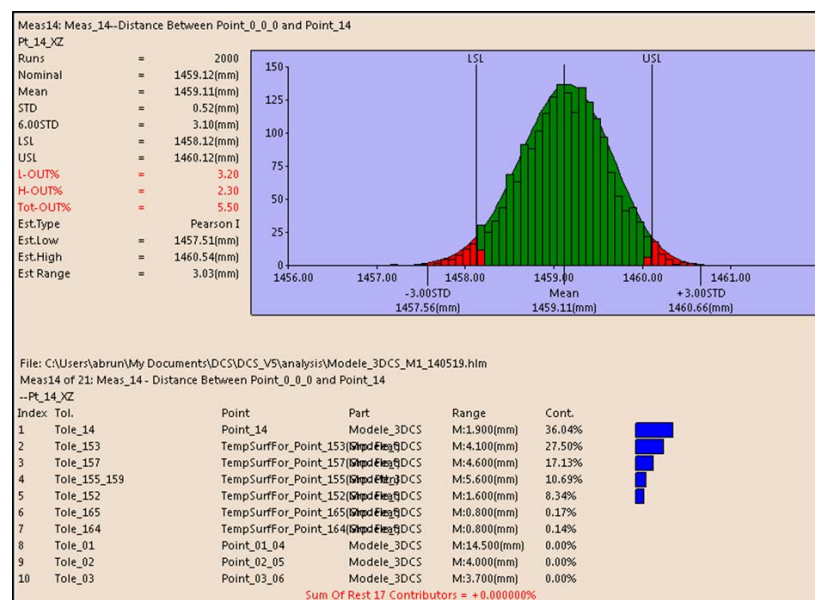 Meas14: Meas_14--Distance Between Point_0_0_0 and Point_14
Pt_14_XZ
Runs = 2000
Nominal = 1459.12(mm)
Mean = 1459.11(mm)
STD = 0.52(mm)
6.00STD = 3.10(mm)
LSL = 1458.12(mm)
USL = 1460.12(mm)
L-OUT% = 3.20
H-OUT% = 2.30
Tot-OUT% = 5.50
Est.Type Pearson I
Est.Low = 1457.51(mm)
Est.High = 1460.54(mm)
Est Range = 3.03(mm)
LSL USL
150
125
100
75
50
25
0
1456.00 1457.00 1458.00 1459.00 1460.00 1461.00
-3.00STD Mean +3.00STD
1457.56(mm) 1459.11(mm) 1460.66(mm)
File: C:\Users\abrun\My Documents\DCS\DCS_V5\analysis\Modele_3DCS_M1_140519.hlm
Meas14 of 21: Meas_14 - Distance Between Point_0_0_0 and Point_14
--Pt_14_XZ
Index Tol. Point Part Range Cont.
1 Tole_14 Point_14 Modele_3DCS M:1.900(mm) 36.04%
2 Tole_153 TempSurfFor_Point_153 M:4.100(mm) 27.50%
3 Tole_157 TempSurfFor_Point_157 M:4.600(mm) 17.13%
4 Tole_155_159 TempSurfFor_Point_155 M:5.600(mm) 10.69%
5 Tole_152 TempSurfFor_Point_152 M:1.600(mm) 8.34%
6 Tole_165 TempSurfFor_Point_165 M:0.800(mm) 0.17%
7 Tole_164 TempSurfFor_Point_164 M:0.800(mm) 0.14%
8 Tole_01 Point_01_04 Modele_3DCS M:14.500(mm) 0.00%
9 Tole_02 Point_02_05 Modele_3DCS M:4.000(mm) 0.00%
10 Tole_03 Point_03_06 Modele_3DCS M:3.700(mm) 0.00%
Sum Of Rest 17 Contributors = +0.000000%